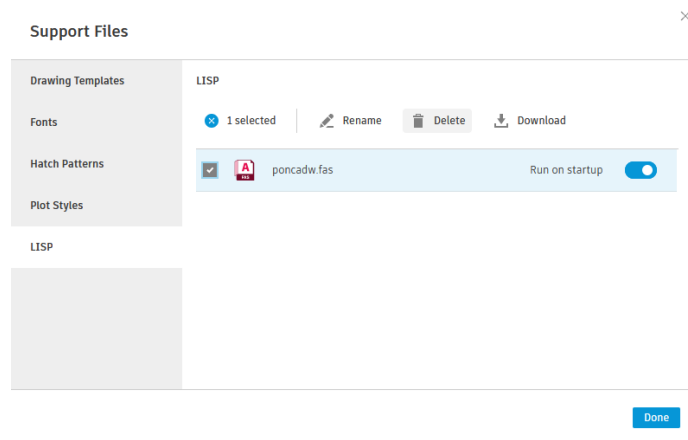 Support Files
Drawing Templates
Fonts
Hatch Patterns
Plot Styles
LISP
LISP
1 selected Rename Delete Download
A FAS poncadw.fas Run on startup
Done